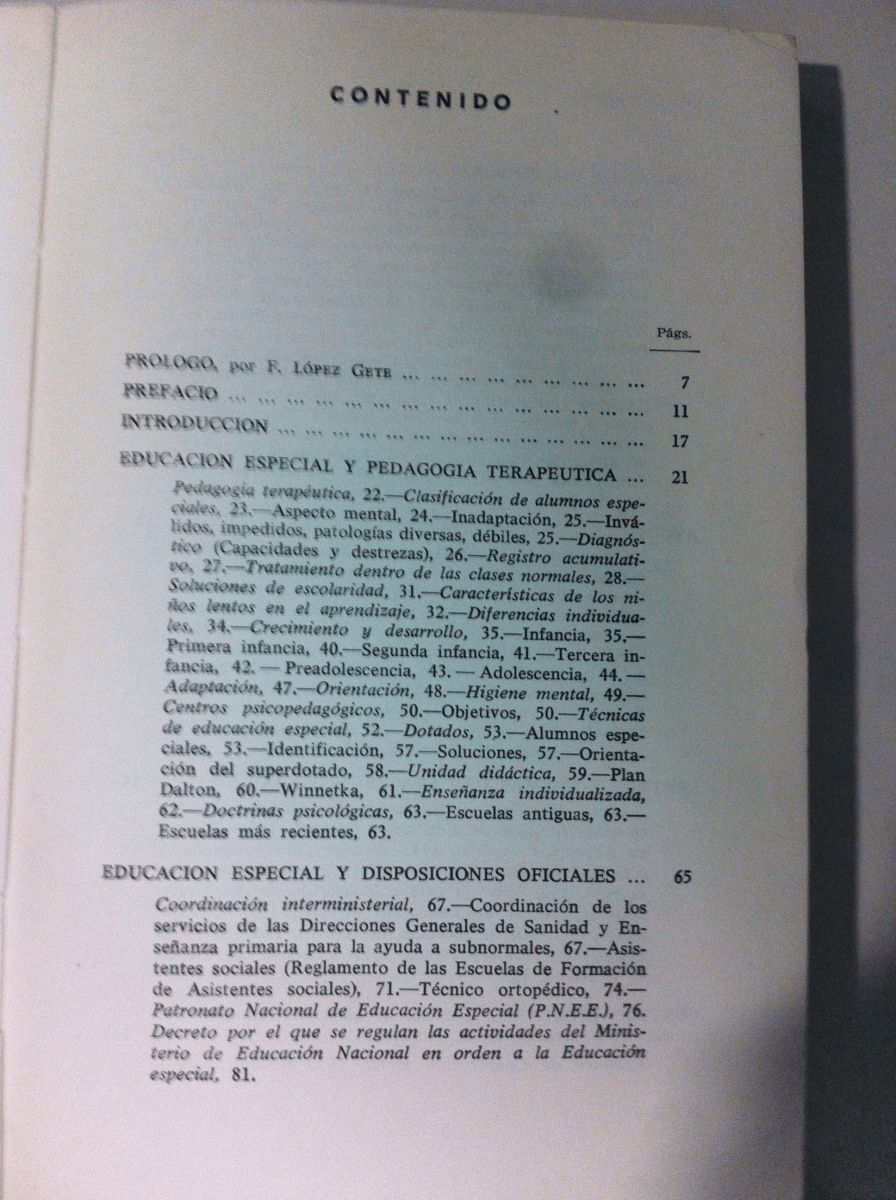 CONTENIDO
Págs.
PROLOGO, por F. LÓPEZ GETE ... ... ... ... ... ... ... ... ... 7
PREFACIO ... ... ... ... ... ... ... ... ... ... ... ... ... ... ... 11
INTRODUCCION ... ... ... ... ... ... ... ... ... ... ... ... ... ... 17
EDUCACION ESPECIAL Y PEDAGOGIA TERAPEUTICA ... 21
Pedagogía terapéutica, 22.—Clasificación de alumnos espe-
ciales, 23.—Aspecto mental, 24.—Inadaptación, 25.—Invá-
lidos, impedidos, patologías diversas, débiles, 25.—Diagnós-
tico (Capacidades y destrezas), 26.—Registro acumulati-
vo, 27.—Tratamiento dentro de las clases normales, 28.—
Soluciones de escolaridad, 31.—Características de los ni-
ños lentos en el aprendizaje, 32.—Diferencias individua-
les, 34.—Crecimiento y desarrollo, 35.—Infancia, 35.—
Primera infancia, 40.—Segunda infancia, 41.—Tercera in-
fancia, 42. — Preadolescencia, 43. — Adolescencia, 44. —
Adaptación, 47.—Orientación, 48.—Higiene mental, 49.—
Centros psicopedagógicos, 50.—Objetivos, 50.—Técnicas
de educación especial, 52.—Dotados, 53.—Alumnos espe-
ciales, 53.—Identificación, 57.—Soluciones, 57.—Orienta-
ción del superdotado, 58.—Unidad didáctica, 59.—Plan
Dalton, 60.—Winnetka, 61.—Enseñanza individualizada,
62.—Doctrinas psicológicas, 63.—Escuelas antiguas, 63.—
Escuelas más recientes, 63.
EDUCACION ESPECIAL Y DISPOSICIONES OFICIALES ... 65
Coordinación interministerial, 67.—Coordinación de los
servicios de las Direcciones Generales de Sanidad y En-
señanza primaria para la ayuda a subnormales, 67.—Asis-
tentes sociales (Reglamento de las Escuelas de Formación
de Asistentes sociales), 71.—Técnico ortopédico, 74.—
Patronato Nacional de Educación Especial (P.N.E.E.), 76.
Decreto por el que se regulan las actividades del Minis-
terio de Educación Nacional en orden a la Educación
especial, 81.